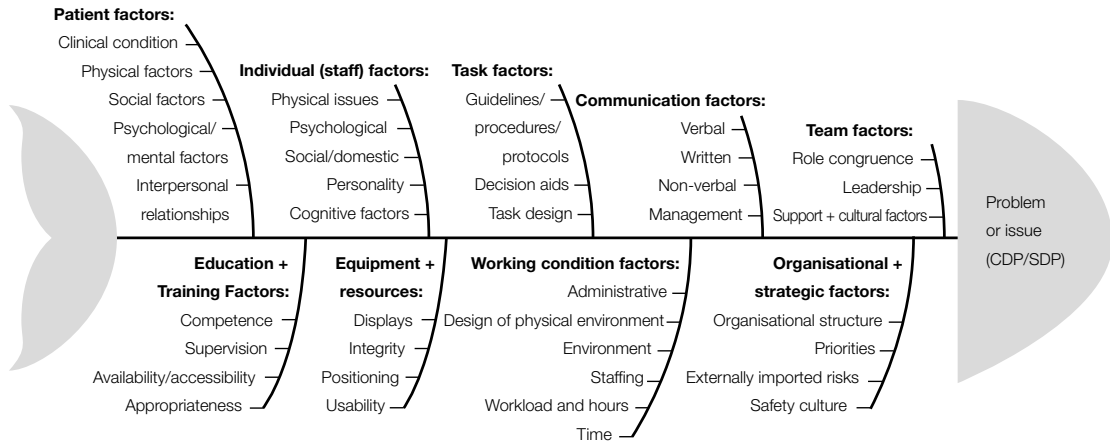 Patient factors:
Clinical condition
Physical factors
Social factors
Psychological/
mental factors
Interpersonal
relationships
Individual (staff) factors:
Physical issues
Psychological
Social/domestic
Personality
Cognitive factors
Task factors:
Guidelines/
procedures/
protocols
Decision aids
Task design
Communication factors:
Verbal
Written
Non-verbal
Management
Team factors:
Role congruence
Leadership
Support + cultural factors
Problem
or issue
(CDP/SDP)
Education +
Training Factors:
Competence
Supervision
Availability/accessibility
Appropriateness
Equipment +
resources:
Displays
Integrity
Positioning
Usability
Working condition factors:
Administrative
Design of physical environment
Environment
Staffing
Workload and hours
Time
Organisational +
strategic factors:
Organisational structure
Priorities
Externally imported risks
Safety culture